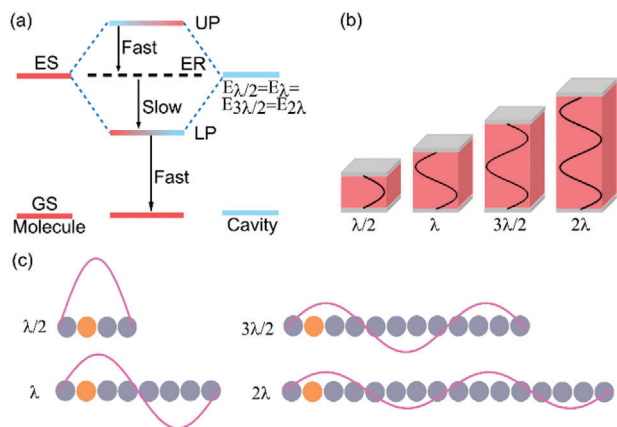 (a)
UP
Fast
ES
ER
Eλ/2=Eλ=
E3λ/2=E2λ
Slow
LP
Fast
GS
Molecule
Cavity
(b)
λ/2
λ
3λ/2
2λ
(c)
λ/2
3λ/2
λ
2λ